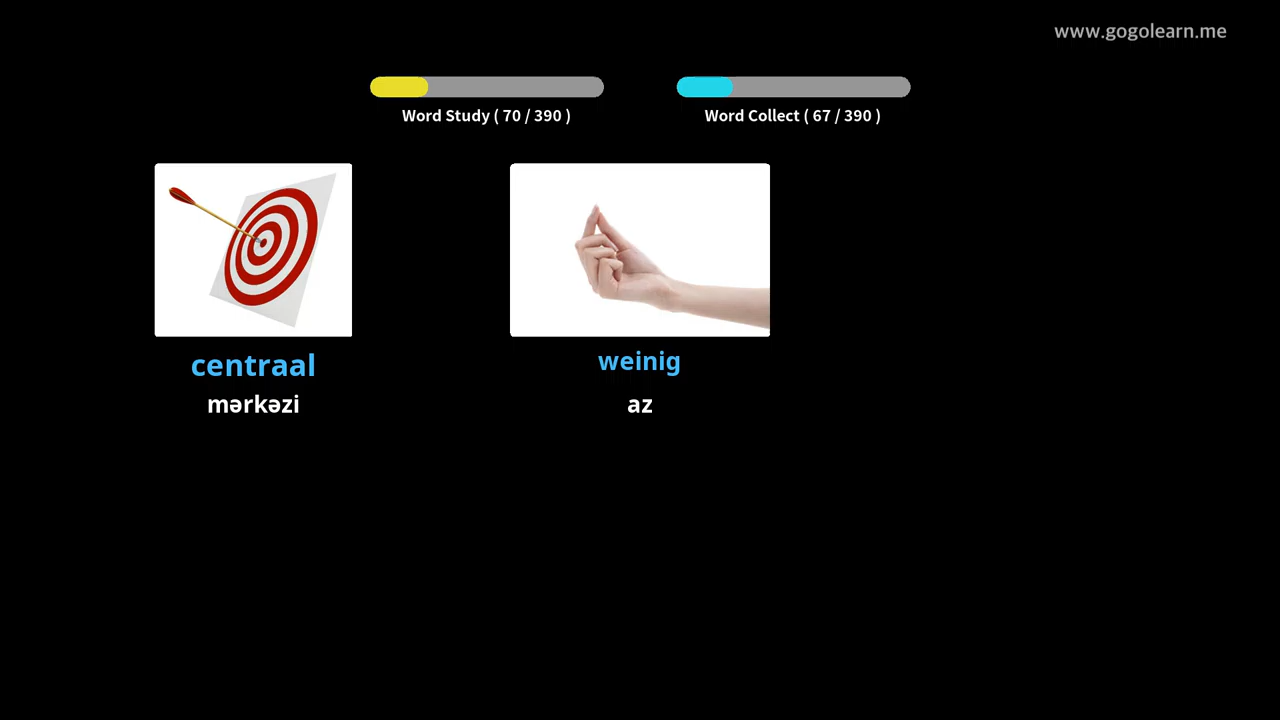 www.gogolearn.me
Word Study ( 70 / 390 )
Word Collect ( 67 / 390 )
centraal
mərkəzi
weinig
az